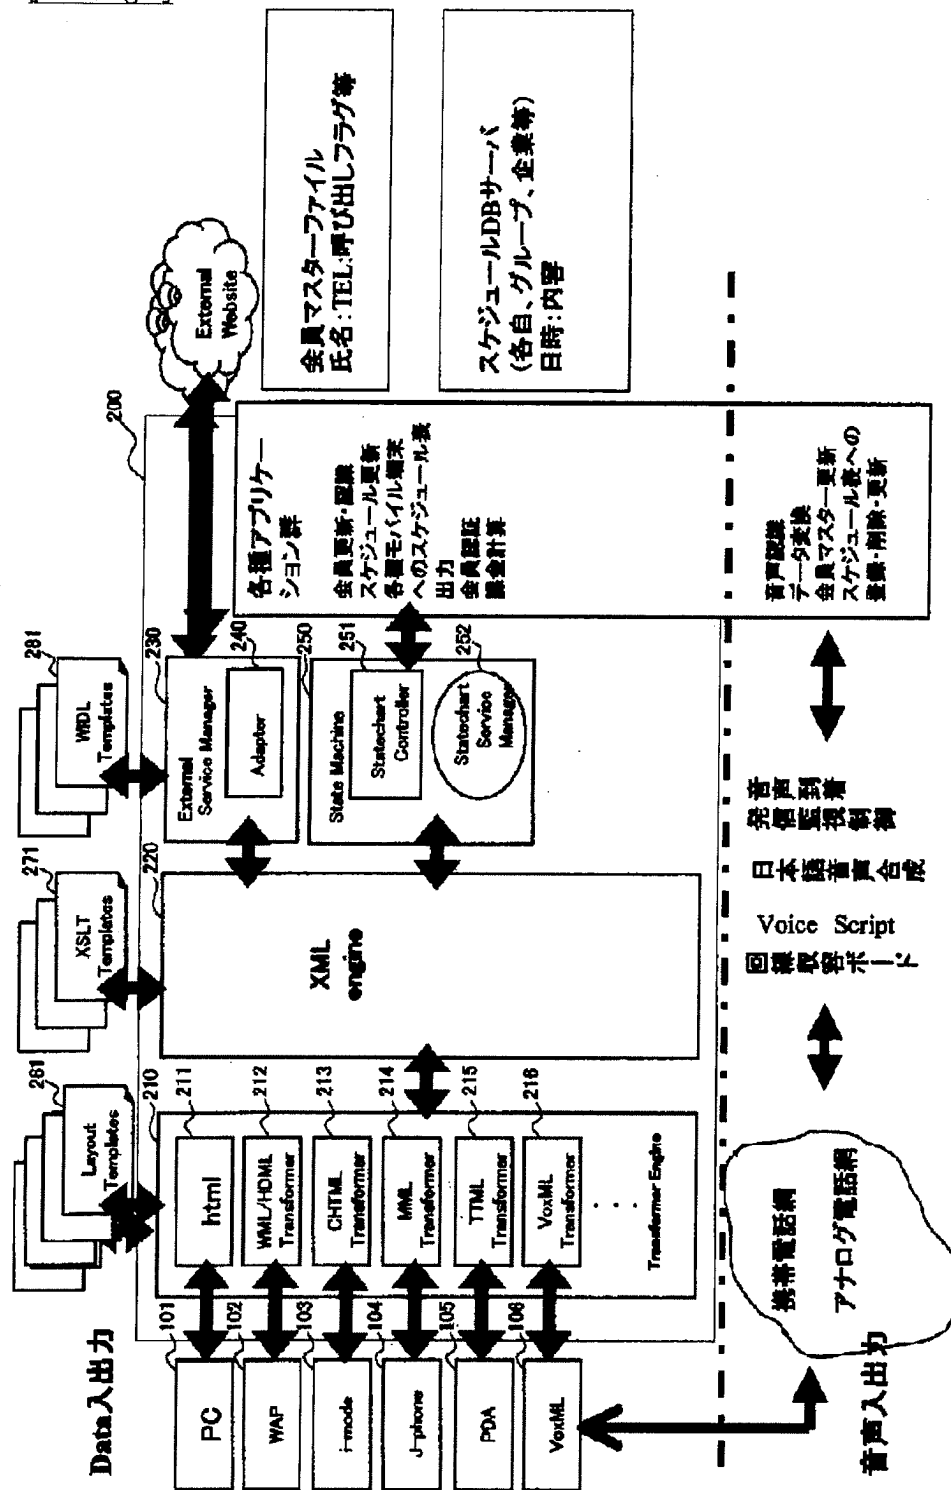 Data入出力
101
PC
102
WAP
103
i-mode
104
J-phone
105
PDA
106
VoxML
音声入出力
261
Layout
Templates
210
211
html
212
WML/HDML
Transformer
213
CHTML
Transformer
214
MML
Transformer
215
TTML
Transformer
216
VoxML
Transformer
Transformer Engine
携帯電話網
アナログ電話網
271
XSLT
Templates
220
XML
engine
281
WIDL
Templates
230
External
Service Manager
240
Adapter
250
State Machine
251
Statechart
Controller
252
Statechart
Service
Manager
音声到着
発信監視制御
日本語音声合成
Voice Script
回線収容ボード
200
External
Website
各種アプリケー
ション群
会員更新・認識
スケジュール更新
各種モバイル端末
へのスケジュール表
出力
会員認証
課金計算
音声認識
データ変換
会員マスター更新
スケジュール表への
登録・削除・更新
会員マスターファイル
氏名:TEL:呼び出しフラグ等
スケジュールDBサーバ
(各自、グループ、企業等)
日時:内容